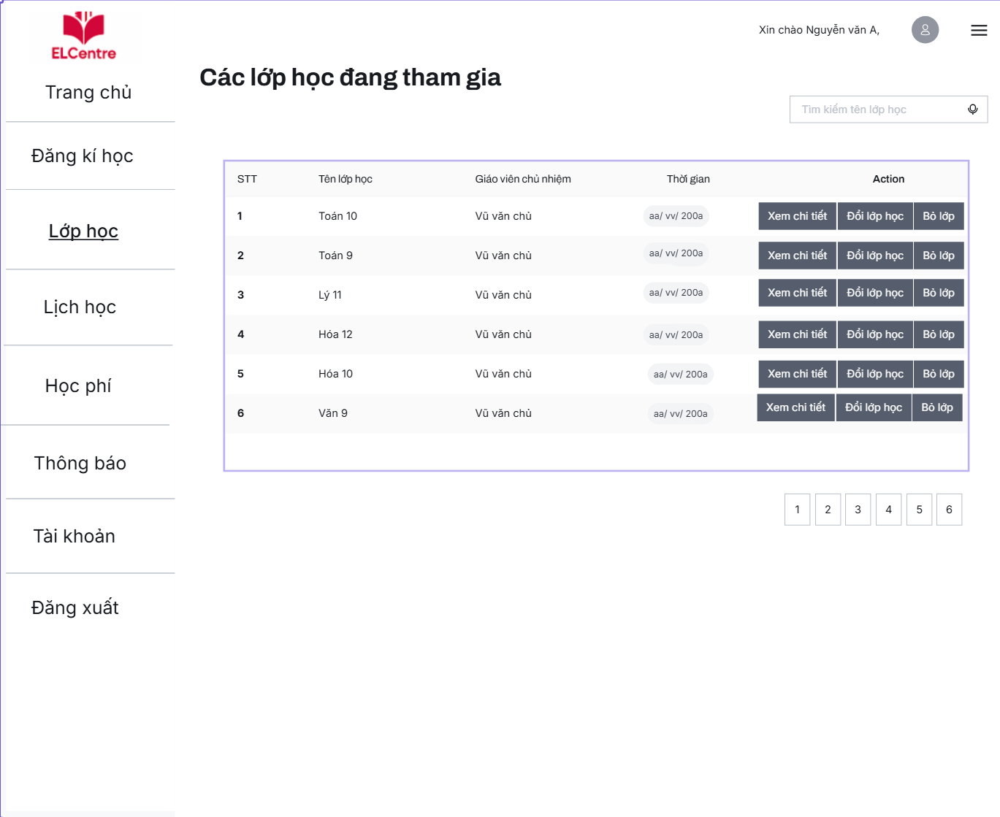 ELCentre
Xin chào Nguyễn văn A,
Trang chủ
Đăng kí học
Lớp học
Lịch học
Học phí
Thông báo
Tài khoản
Đăng xuất
Các lớp học đang tham gia
Tìm kiếm tên lớp học
STT Tên lớp học Giáo viên chủ nhiệm Thời gian Action
1 Toán 10 Vũ văn chủ aa/ vv/ 200a Xem chi tiết Đổi lớp học Bỏ lớp
2 Toán 9 Vũ văn chủ aa/ vv/ 200a Xem chi tiết Đổi lớp học Bỏ lớp
3 Lý 11 Vũ văn chủ aa/ vv/ 200a Xem chi tiết Đổi lớp học Bỏ lớp
4 Hóa 12 Vũ văn chủ aa/ vv/ 200a Xem chi tiết Đổi lớp học Bỏ lớp
5 Hóa 10 Vũ văn chủ aa/ vv/ 200a Xem chi tiết Đổi lớp học Bỏ lớp
6 Văn 9 Vũ văn chủ aa/ vv/ 200a Xem chi tiết Đổi lớp học Bỏ lớp
1 2 3 4 5 6